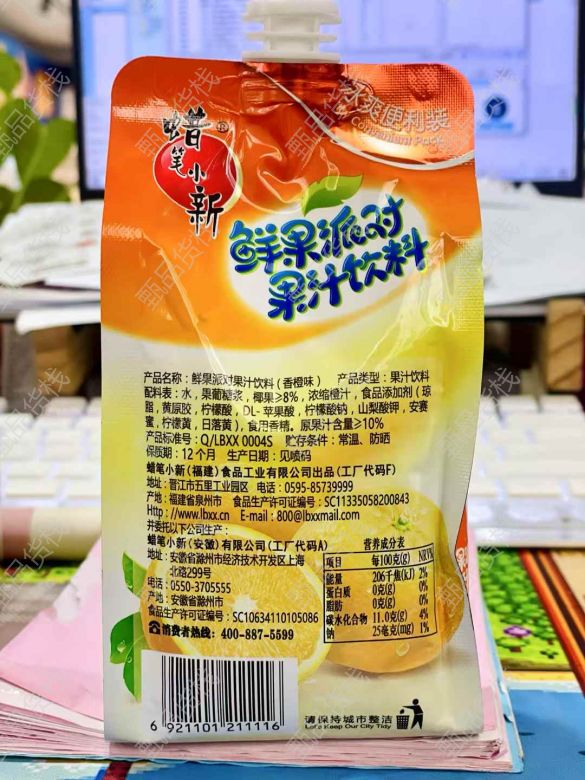 蜡笔小新®
冰爽便利装
Convenient Pack
鲜果派对
果汁饮料
产品名称：鲜果派对果汁饮料（香橙味） 产品类型：果汁饮料
配料表：水，果葡糖浆，椰果≥8%，浓缩橙汁，食品添加剂（琼
脂，黄原胶，柠檬酸，DL-苹果酸，柠檬酸钠，山梨酸钾，安赛
蜜，柠檬黄，日落黄），食用香精。原果汁含量≥10%
产品标准号：Q/LBXX 0004S 贮存条件：常温、防晒
保质期：12个月 生产日期：见喷码
蜡笔小新（福建）食品工业有限公司出品（工厂代码F）
地址：晋江市五里工业园区 电话：0595-85739999
产地：福建省泉州市 食品生产许可证编号：SC11335058200843
Http://www.lbxx.cn E-mail：800@lbxxmail.com
并委托以下公司生产：
蜡笔小新（安徽）有限公司（工厂代码A）
地址：安徽省滁州市经济技术开发区上海
北路299号
电话：0550-3705555
产地：安徽省滁州市
食品生产许可证编号：SC10634110105086
☎消费者热线：400-887-5599
营养成分表
项目 每100克(g) NRV%
能量 206千焦(kJ) 2%
蛋白质 0克(g) 0%
脂肪 0克(g) 0%
碳水化合物 11.0克(g) 4%
钠 25毫克(mg) 1%
6 921101 211116
请保持城市整洁
Let's Keep Our City Tidy
甄品货栈